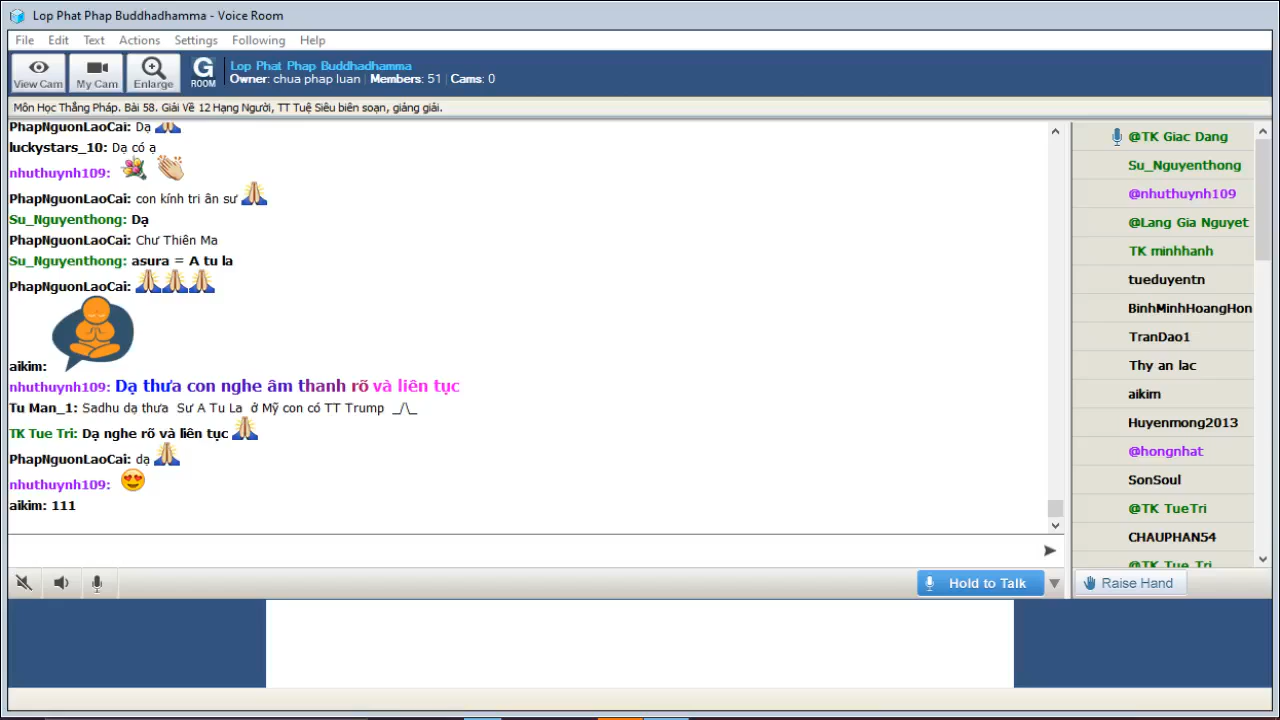 Lop Phat Phap Buddhadhamma - Voice Room
File Edit Text Actions Settings Following Help
View Cam My Cam Enlarge G ROOM
Lop Phat Phap Buddhadhamma
Owner: chua phap luan Members: 51 Cams: 0
Môn Học Thắng Pháp. Bài 58. Giải Về 12 Hạng Người, TT Tuệ Siêu biên soạn, giảng giải.
PhapNguonLaoCai: Dạ
luckystars_10: Dạ có ạ
nhuthuynh109:
PhapNguonLaoCai: con kính tri ân sư
Su_Nguyenthong: Dạ
PhapNguonLaoCai: Chư Thiên Ma
Su_Nguyenthong: asura = A tu la
PhapNguonLaoCai:
aikim:
nhuthuynh109: Dạ thưa con nghe âm thanh rõ và liên tục
Tu Man_1: Sadhu dạ thưa Sư A Tu La ở Mỹ con có TT Trump _/\_
TK Tue Tri: Dạ nghe rõ và liên tục
PhapNguonLaoCai: dạ
nhuthuynh109:
aikim: 111
@TK Giac Dang
Su_Nguyenthong
@nhuthuynh109
@Lang Gia Nguyet
TK minhhanh
tueduyentn
BinhMinhHoangHon
TranDao1
Thy an lac
aikim
Huyenmong2013
@hongnhat
SonSoul
@TK TueTri
CHAUPHAN54
@TK Tue Tri
Hold to Talk
Raise Hand